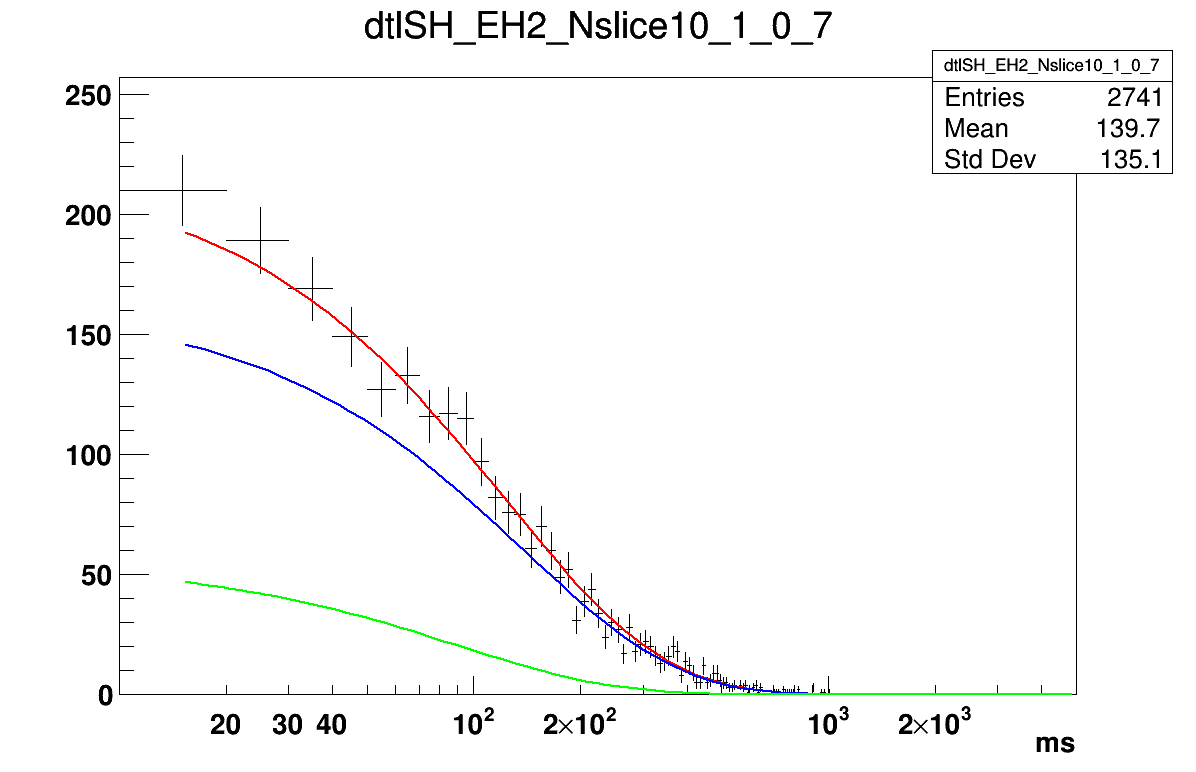 dtlSH_EH2_Nslice10_1_0_7
dtlSH_EH2_Nslice10_1_0_7
Entries 2741
Mean 139.7
Std Dev 135.1
250
200
150
100
50
0
20 30 40 10² 2×10² 10³ 2×10³
ms